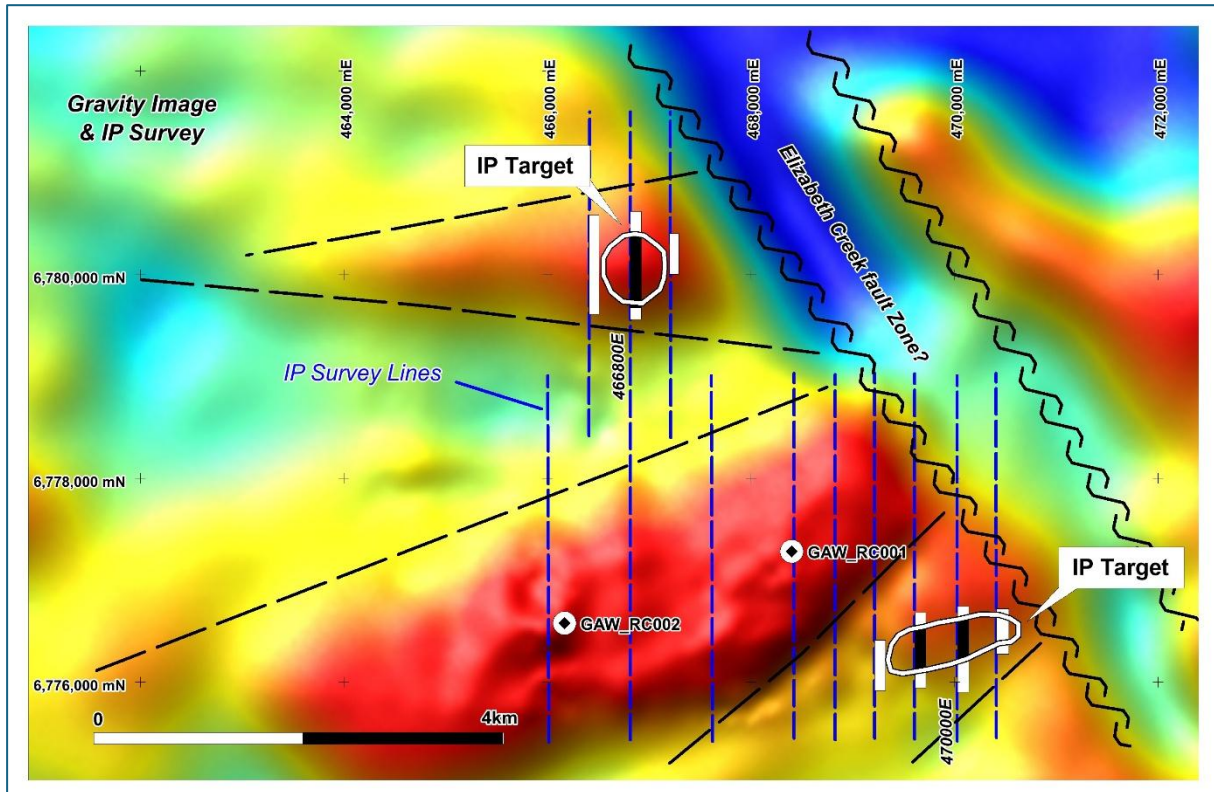 Gravity Image
& IP Survey
464,000 mE
466,000 mE
468,000 mE
470,000 mE
472,000 mE
IP Target
Elizabeth Creek fault Zone?
6,780,000 mN
466800E
IP Survey Lines
6,778,000 mN
GAW_RC001
IP Target
GAW_RC002
6,776,000 mN
470000E
0
4km